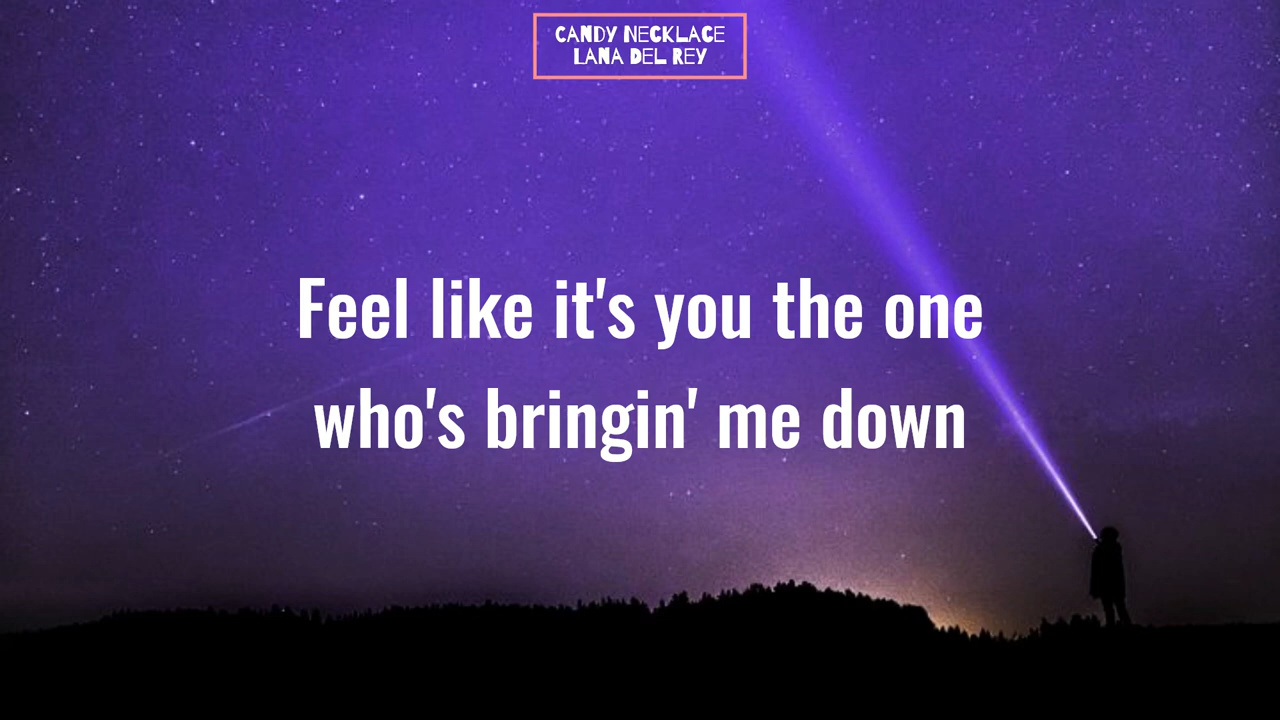 CANDY NECKLACE
LANA DEL REY
Feel like it's you the one
who's bringin' me down